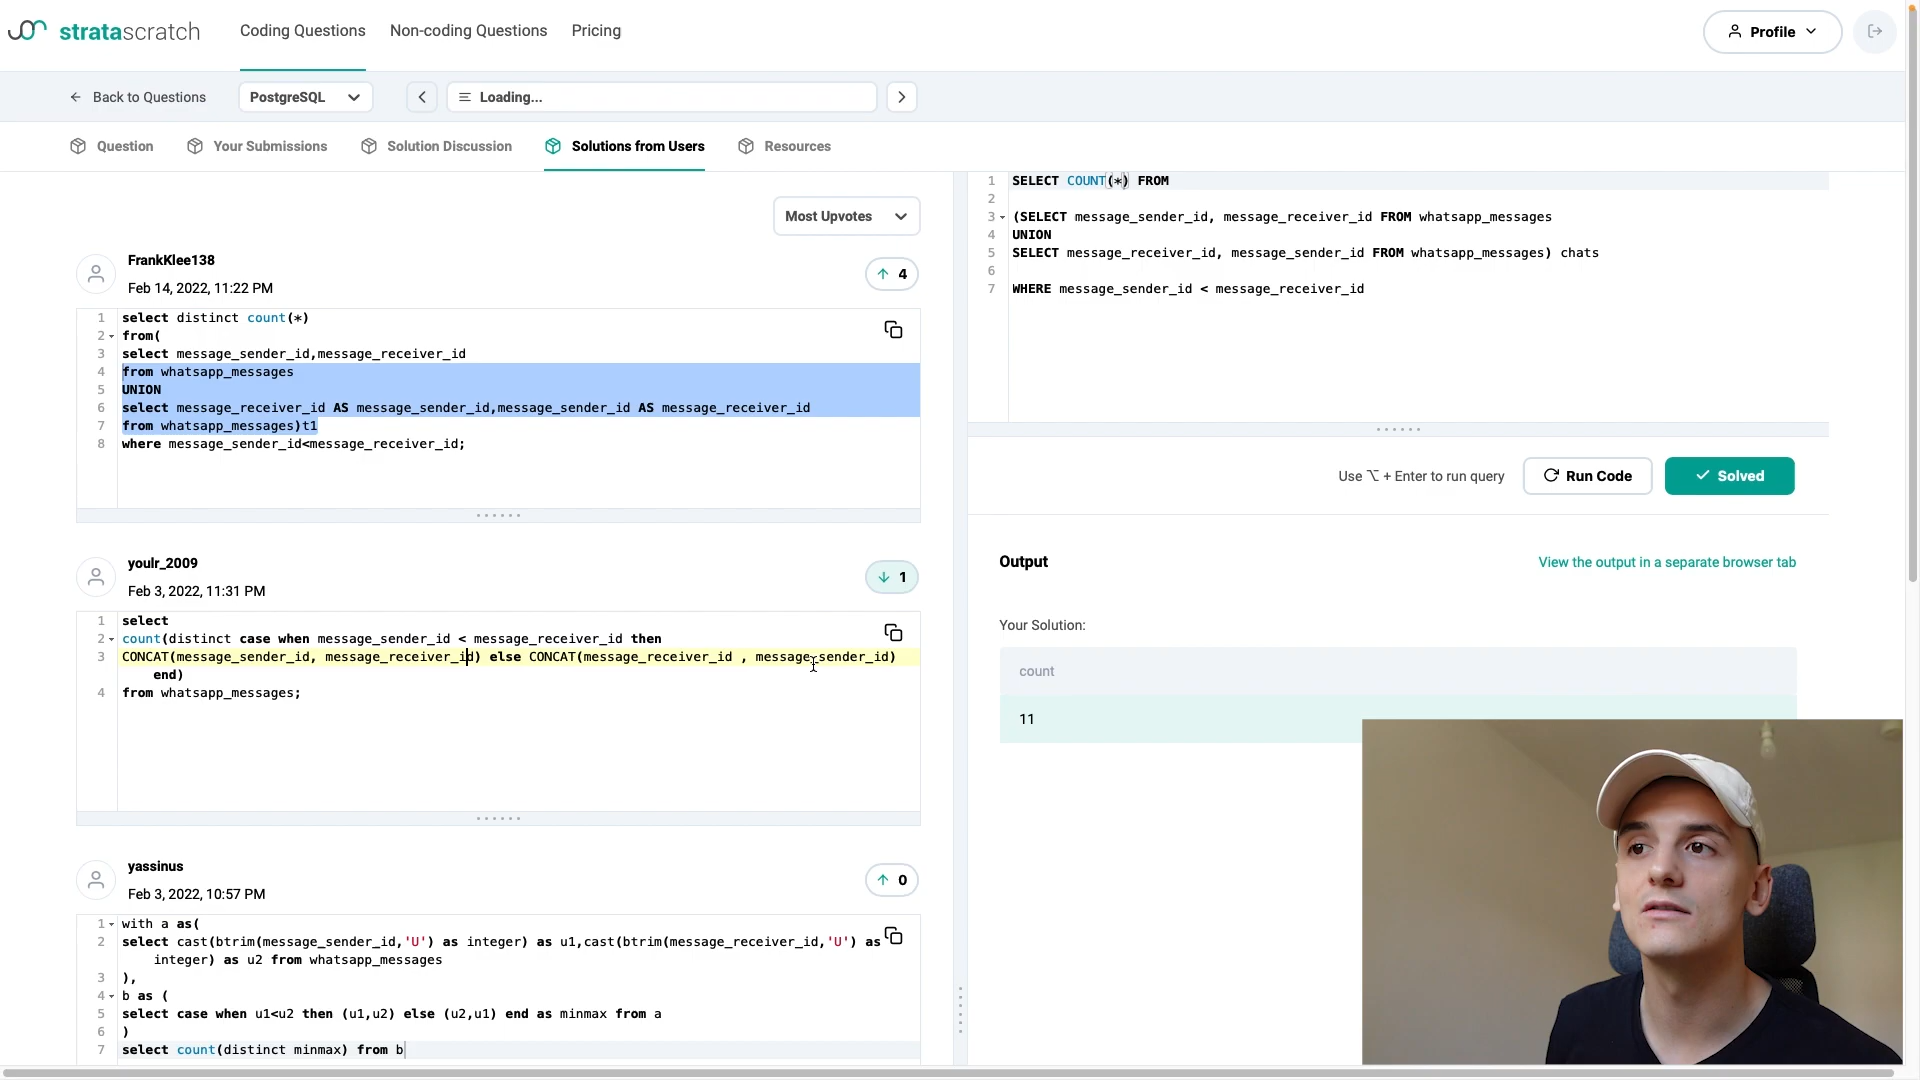 stratascratch
Coding Questions
Non-coding Questions
Pricing
Profile
Back to Questions
PostgreSQL
Loading...
Question
Your Submissions
Solution Discussion
Solutions from Users
Resources
Most Upvotes
FrankKlee138
Feb 14, 2022, 11:22 PM
4
1 select distinct count(*)
2 from(
3 select message_sender_id,message_receiver_id
4 from whatsapp_messages
5 UNION
6 select message_receiver_id AS message_sender_id,message_sender_id AS message_receiver_id
7 from whatsapp_messages)t1
8 where message_sender_id<message_receiver_id;
youlr_2009
Feb 3, 2022, 11:31 PM
1
1 select
2 count(distinct case when message_sender_id < message_receiver_id then
3 CONCAT(message_sender_id, message_receiver_id) else CONCAT(message_receiver_id , message_sender_id)
end)
4 from whatsapp_messages;
yassinus
Feb 3, 2022, 10:57 PM
0
1 with a as(
2 select cast(btrim(message_sender_id,'U') as integer) as u1,cast(btrim(message_receiver_id,'U') as
integer) as u2 from whatsapp_messages
3 ),
4 b as (
5 select case when u1<u2 then (u1,u2) else (u2,u1) end as minmax from a
6 )
7 select count(distinct minmax) from b
1 SELECT COUNT(*) FROM
2
3 (SELECT message_sender_id, message_receiver_id FROM whatsapp_messages
4 UNION
5 SELECT message_receiver_id, message_sender_id FROM whatsapp_messages) chats
6
7 WHERE message_sender_id < message_receiver_id
Use ⌥ + Enter to run query
Run Code
Solved
Output
View the output in a separate browser tab
Your Solution:
count
11